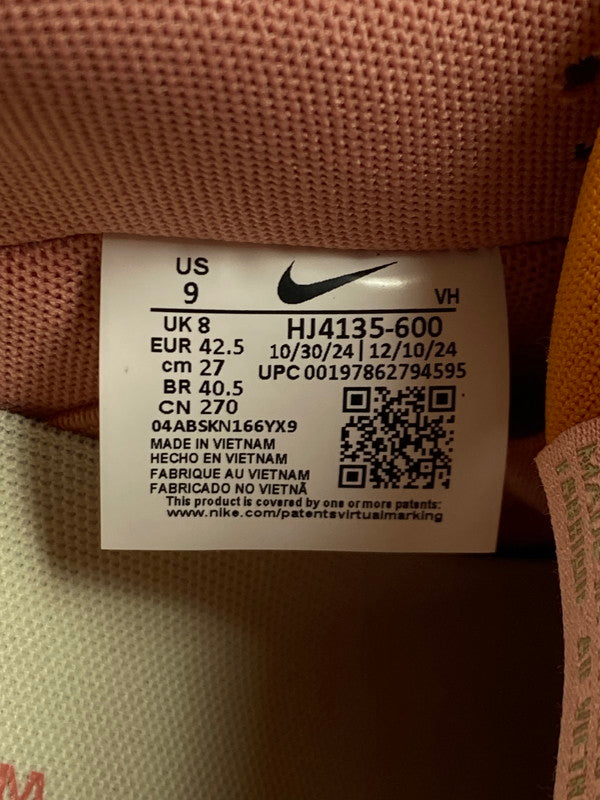 US
9
VH
UK 8
EUR 42.5
cm 27
BR 40.5
CN 270
HJ4135-600
10/30/24 | 12/10/24
UPC 00197862794595
04ABSKN166YX9
MADE IN VIETNAM
HECHO EN VIETNAM
FABRIQUE AU VIETNAM
FABRICADO NO VIETNÃ
This product is covered by one or more patents:
www.nike.com/patentsvirtualmarking
M